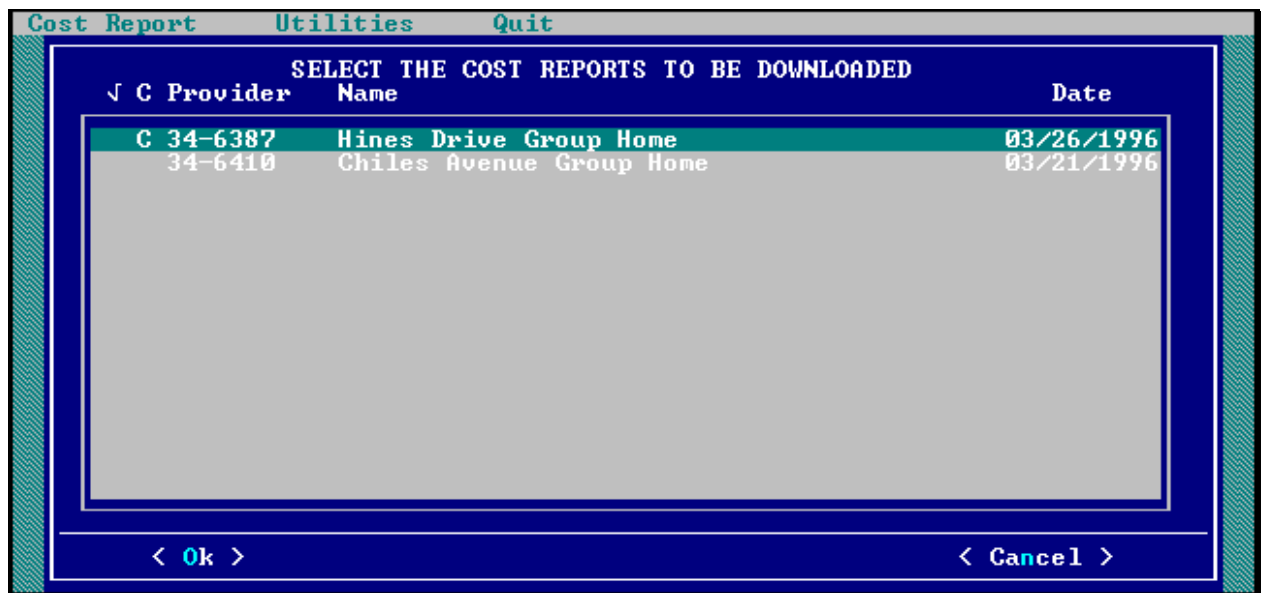 Cost Report Utilities Quit
SELECT THE COST REPORTS TO BE DOWNLOADED
√ C Provider Name Date
C 34-6387 Hines Drive Group Home 03/26/1996
34-6410 Chiles Avenue Group Home 03/21/1996
< Ok > < Cancel >